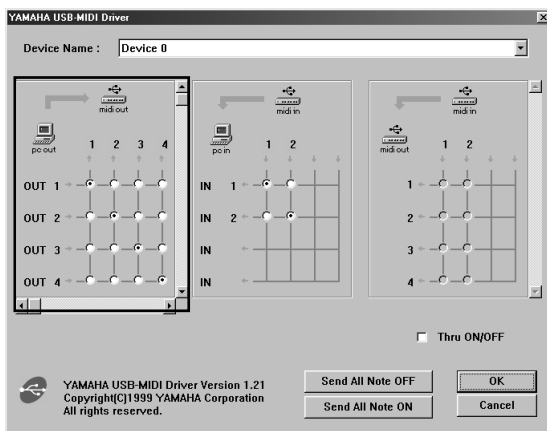 YAMAHA USB-MIDI Driver
Device Name : Device 0
midi out
pc out
1 2 3 4
OUT 1
OUT 2
OUT 3
OUT 4
midi in
pc in
1 2
IN 1
IN 2
IN
IN
midi in
midi out
1 2
1
2
3
4
Thru ON/OFF
YAMAHA USB-MIDI Driver Version 1.21
Copyright(C)1999 YAMAHA Corporation
All rights reserved.
Send All Note OFF
Send All Note ON
OK
Cancel